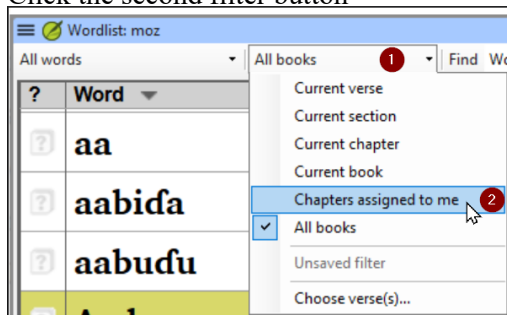 Click the second filter button
Wordlist: moz
All words All books 1 Find
? Word
Current verse
Current section
aa
Current chapter
Current book
aabiɗa
Chapters assigned to me 2
All books
aabuɗu
Unsaved filter
Choose verse(s)...